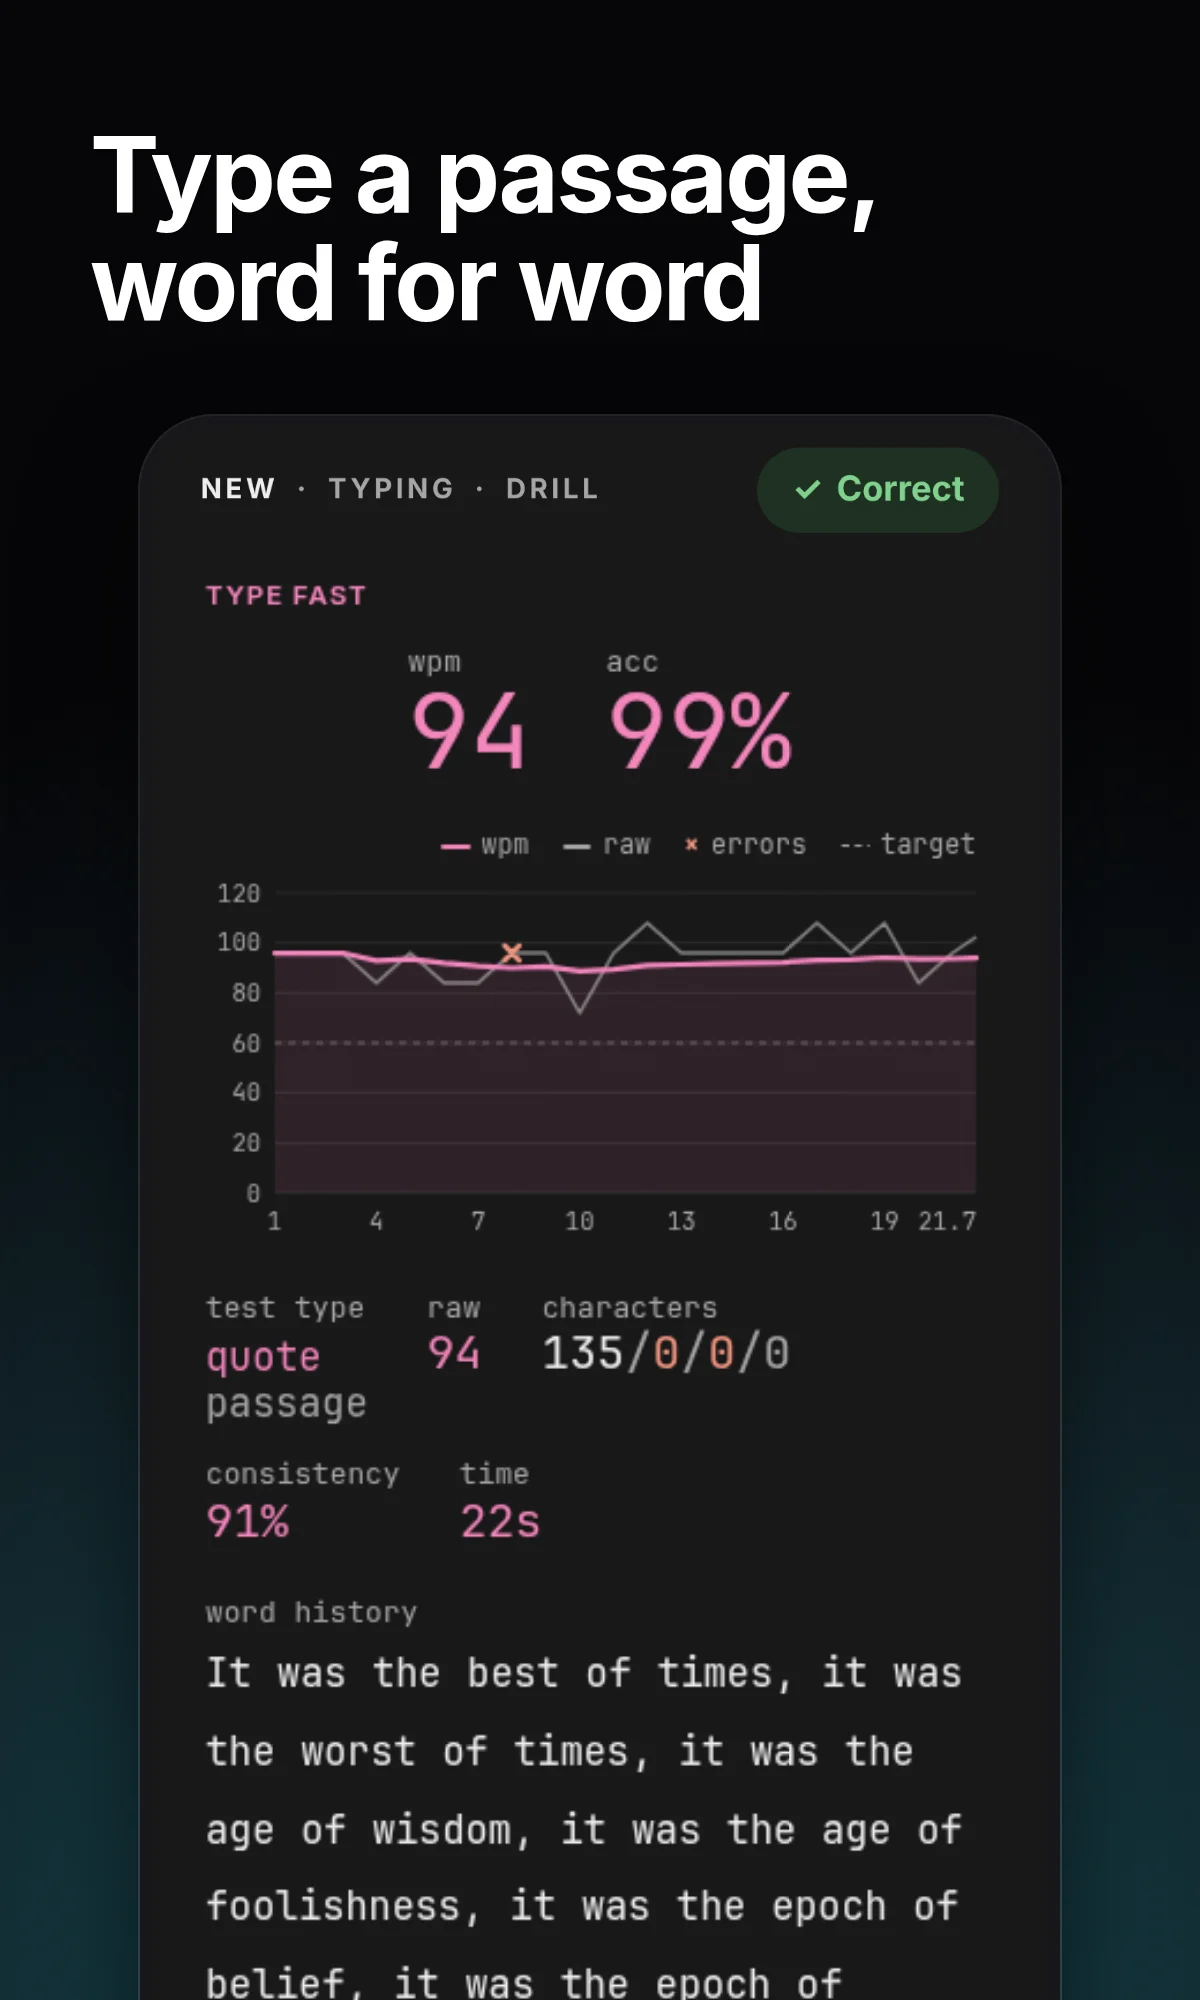 Type a passage,
word for word
NEW · TYPING · DRILL
✓ Correct
TYPE FAST
wpm acc
94 99%
wpm raw × errors --- target
120
100
80
60
40
20
0
1 4 7 10 13 16 19 21.7
test type raw characters
quote 94 135/0/0/0
passage
consistency time
91% 22s
word history
It was the best of times, it was
the worst of times, it was the
age of wisdom, it was the age of
foolishness, it was the epoch of
belief, it was the epoch of